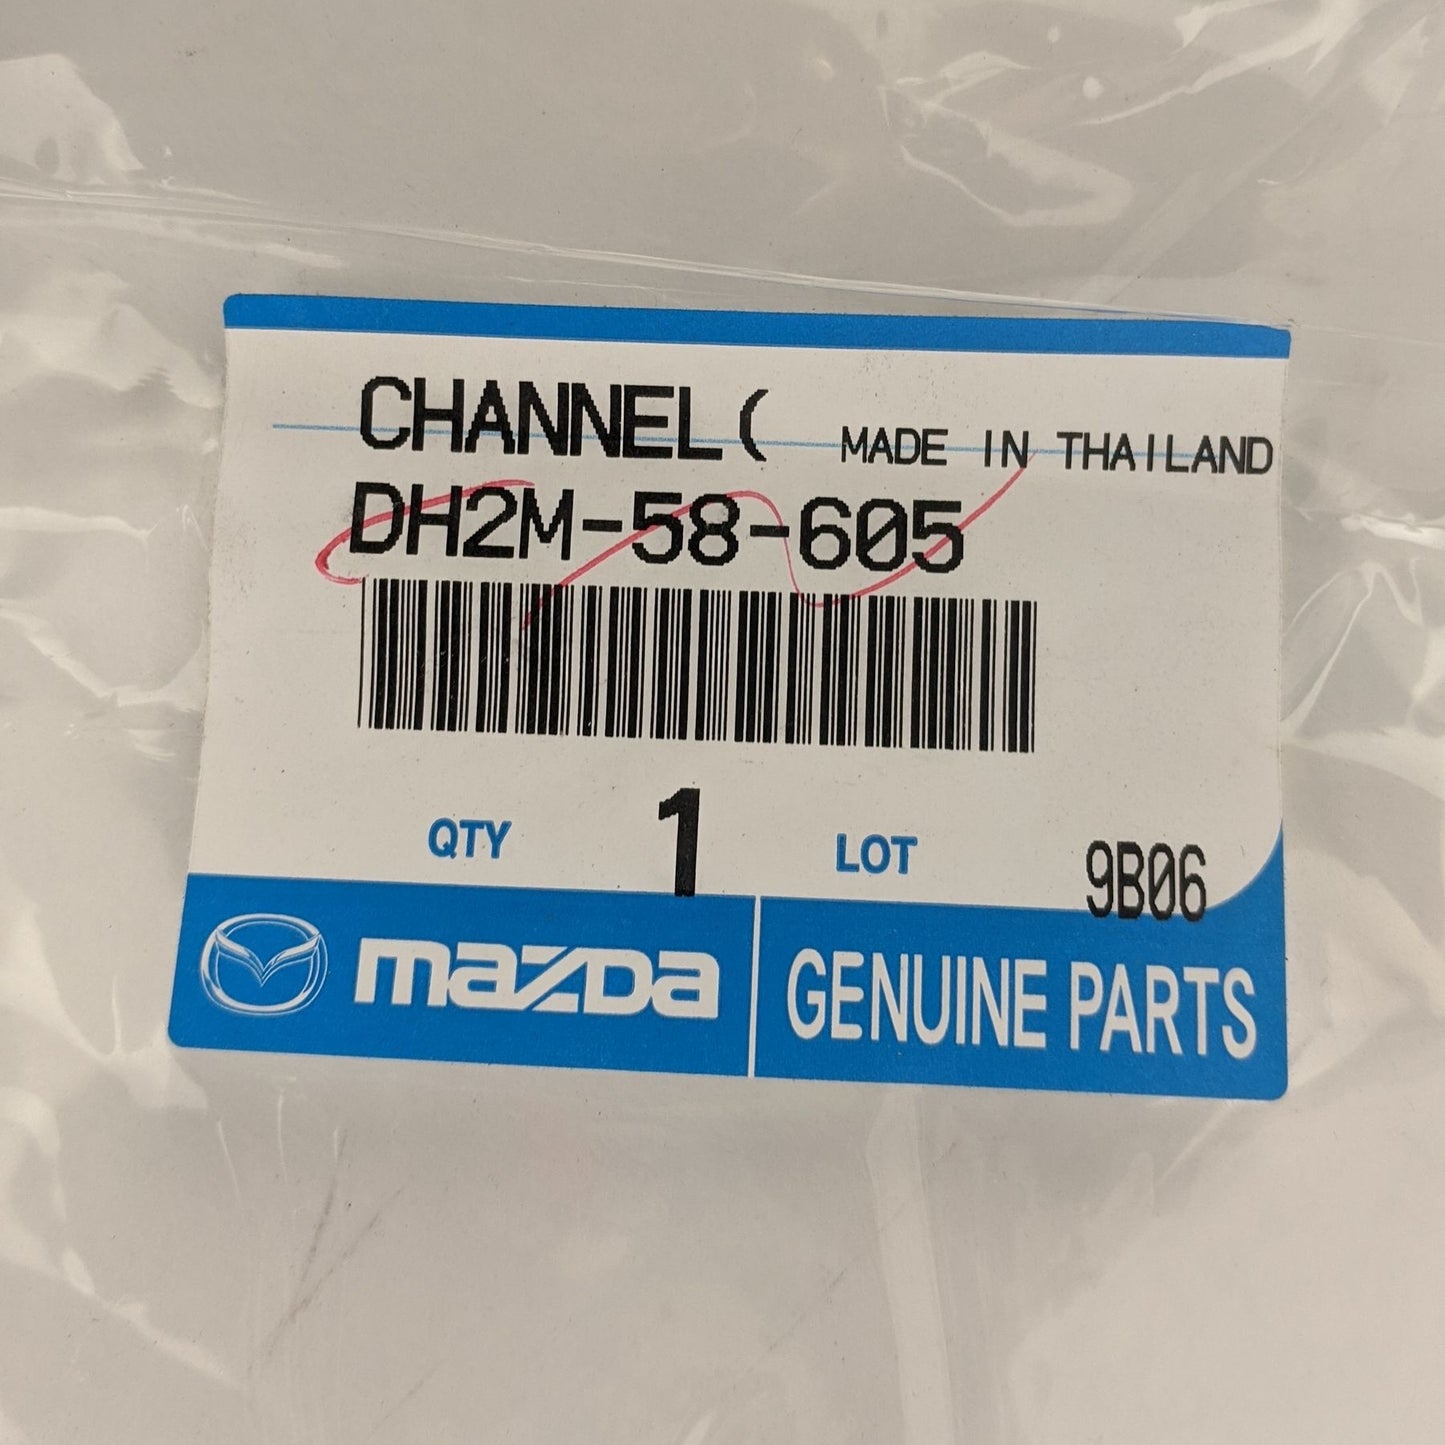 CHANNEL ( MADE IN THAILAND
DH2M-58-605
QTY 1 LOT 9B06
mazda GENUINE PARTS